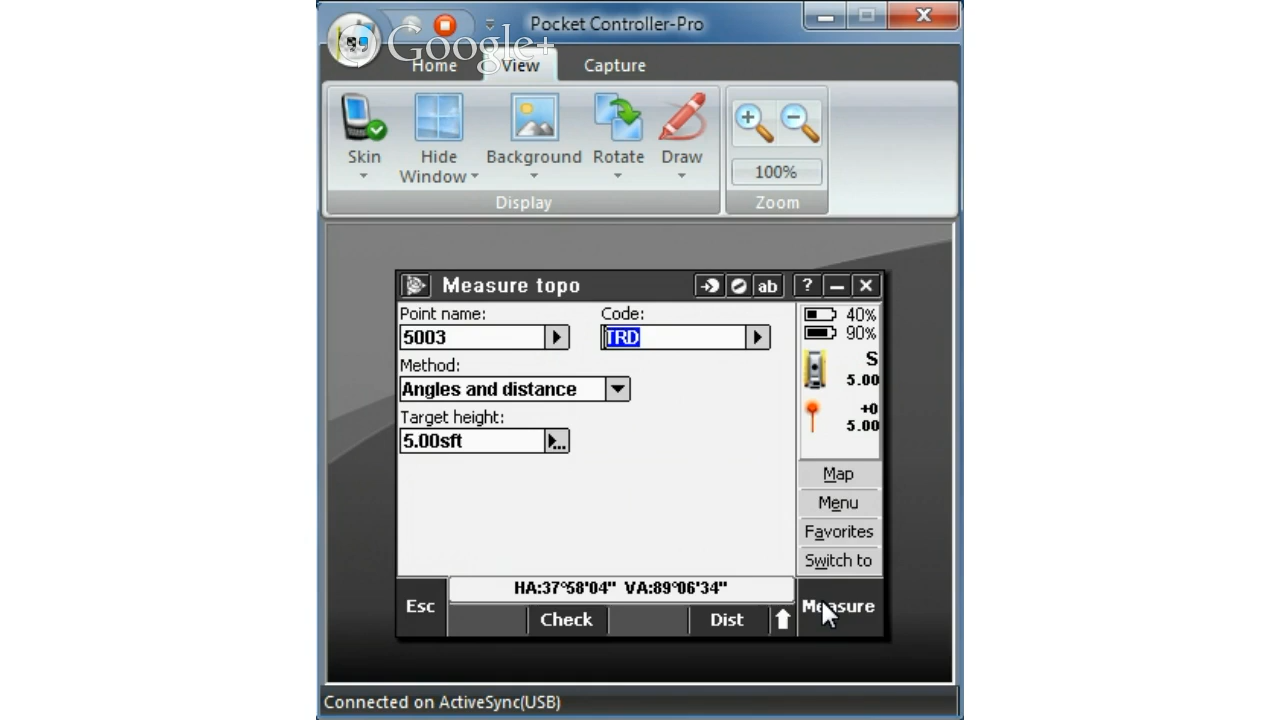 Pocket Controller-Pro
Google+
Home View Capture
Skin Hide Window Background Rotate Draw
100%
Display Zoom
Measure topo ab ?
Point name: Code:
5003 TRD
Method:
Angles and distance
Target height:
5.00sft
40%
90%
S
5.00
+0
5.00
Map
Menu
Favorites
Switch to
HA:37°58'04" VA:89°06'34"
Esc Check Dist Measure
Connected on ActiveSync(USB)